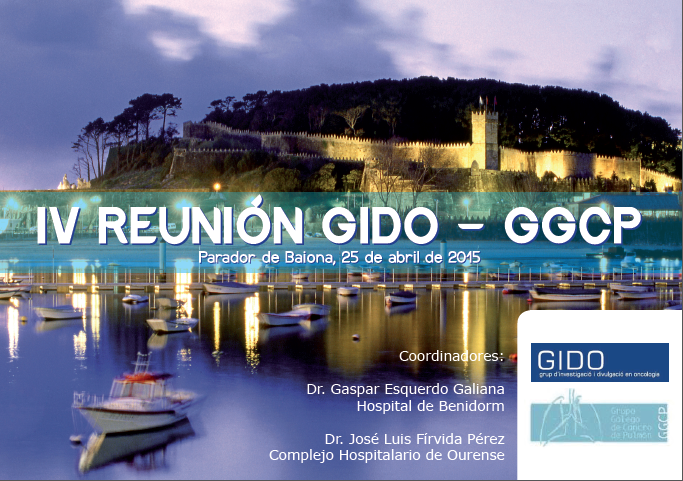 IV REUNIÓN GIDO – GGCP
Parador de Baiona, 25 de abril de 2015
Coordinadores:
Dr. Gaspar Esquerdo Galiana
Hospital de Benidorm
Dr. José Luis Fírvida Pérez
Complejo Hospitalario de Ourense
GIDO
grup d'investigació i divulgació en oncologia
Grupo
Galego
de Cancro
de Pulmón
GGCP